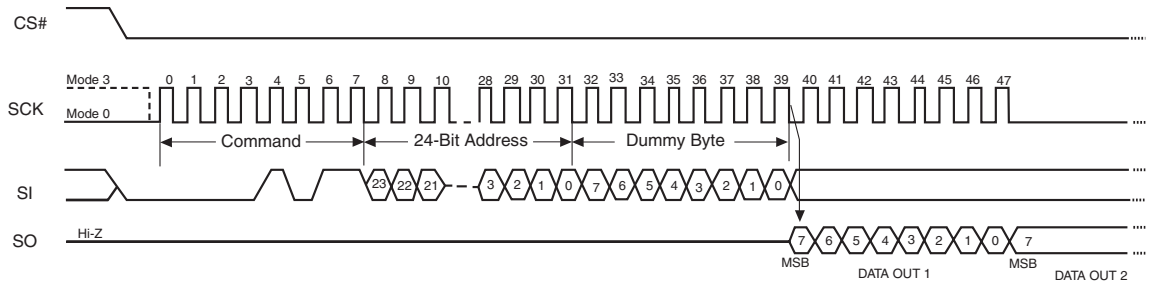 CS#
Mode 3
0 1 2 3 4 5 6 7 8 9 10 28 29 30 31 32 33 34 35 36 37 38 39 40 41 42 43 44 45 46 47
SCK
Mode 0
Command 24-Bit Address Dummy Byte
SI
23 22 21 3 2 1 0 7 6 5 4 3 2 1 0
SO
Hi-Z
7 6 5 4 3 2 1 0 7
MSB MSB
DATA OUT 1 DATA OUT 2